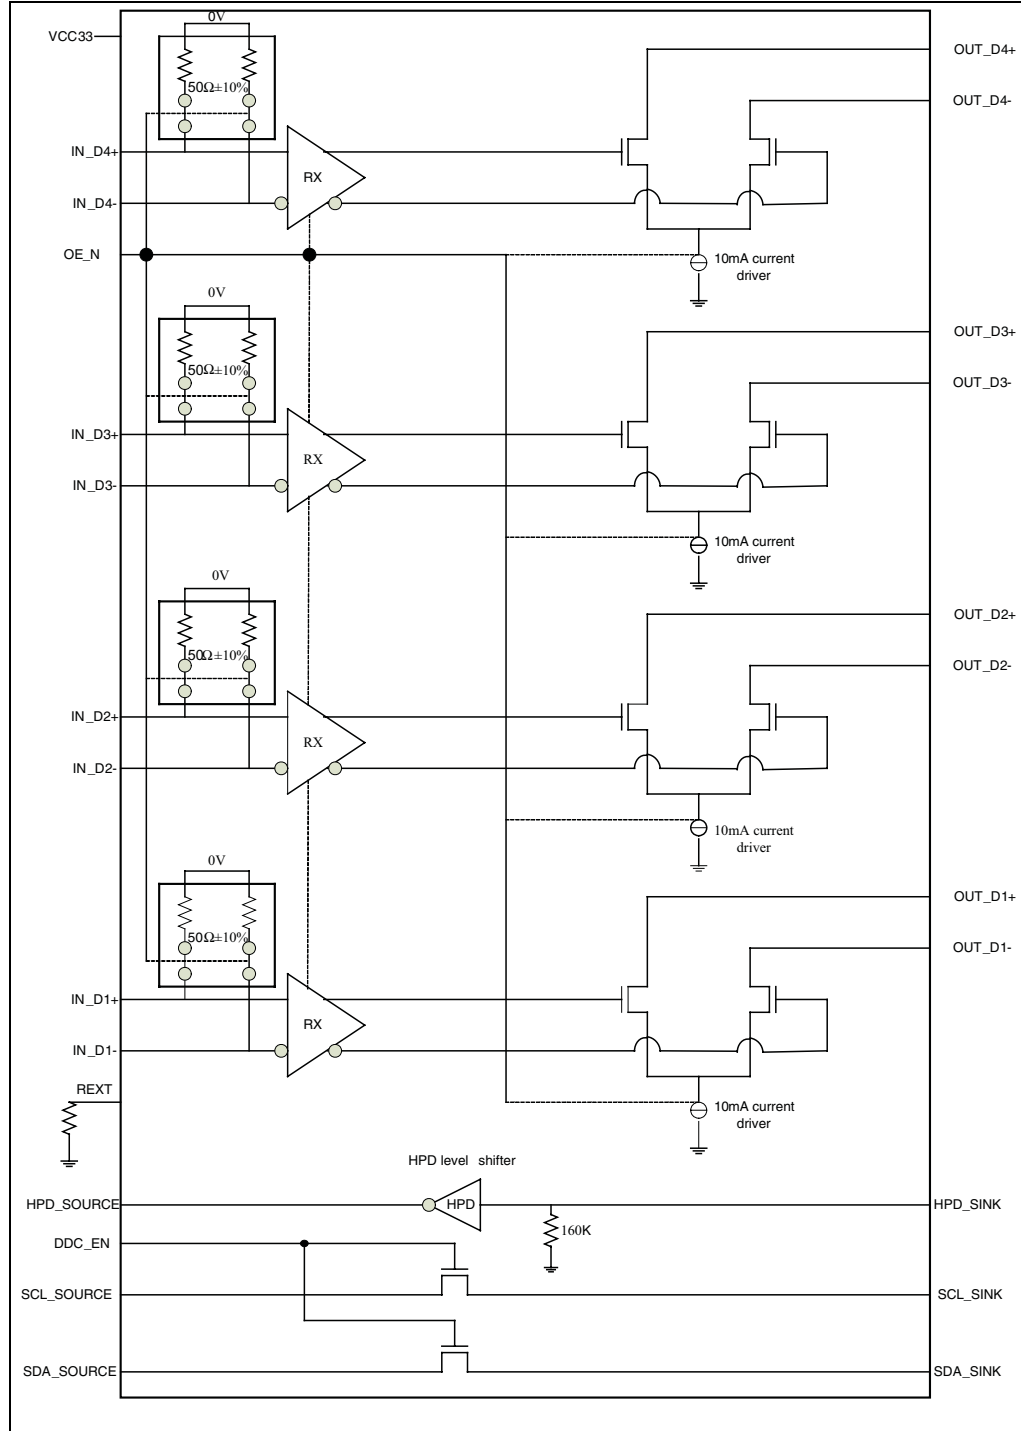 0V
VCC33
OUT_D4+
50Ω±10%
OUT_D4-
IN_D4+
RX
IN_D4-
OE_N
10mA current
driver
0V
OUT_D3+
50Ω±10%
OUT_D3-
IN_D3+
RX
IN_D3-
10mA current
driver
0V
OUT_D2+
50Ω±10%
OUT_D2-
IN_D2+
RX
IN_D2-
10mA current
driver
0V
OUT_D1+
50Ω±10%
OUT_D1-
IN_D1+
RX
IN_D1-
REXT
10mA current
driver
HPD level shifter
HPD_SOURCE
HPD
HPD_SINK
160K
DDC_EN
SCL_SOURCE
SCL_SINK
SDA_SOURCE
SDA_SINK